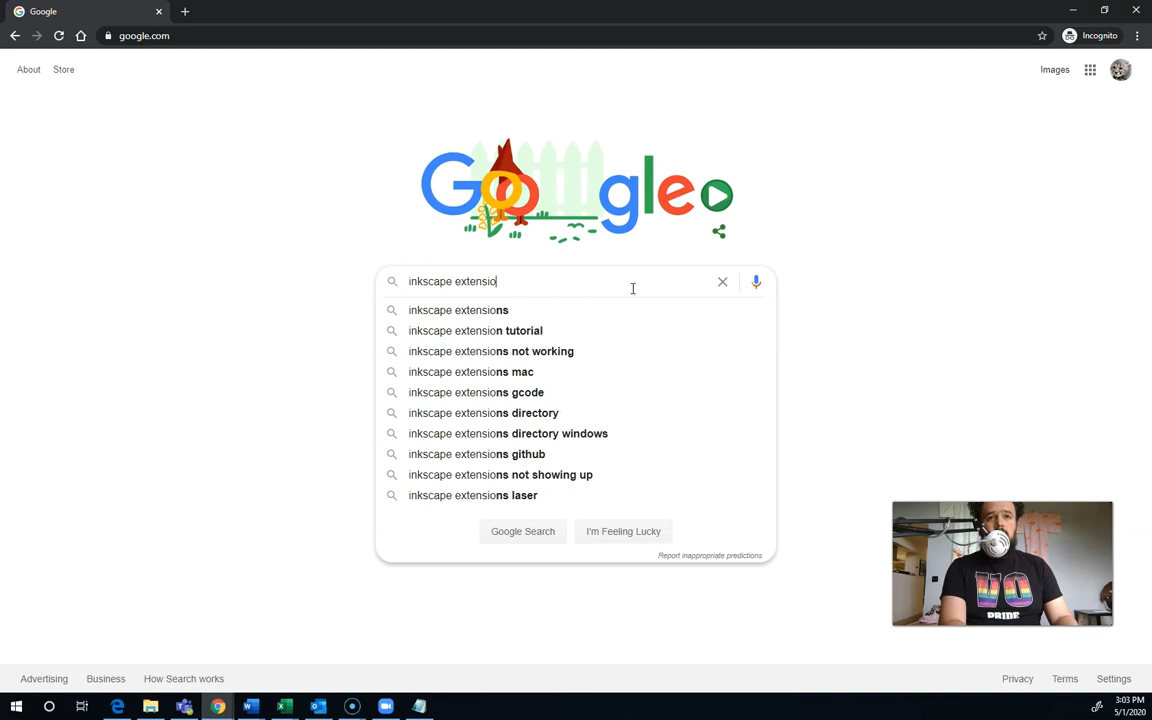 Google
google.com
Incognito
About Store
Images
Google
inkscape extensio
inkscape extensions
inkscape extension tutorial
inkscape extensions not working
inkscape extensions mac
inkscape extensions gcode
inkscape extensions directory
inkscape extensions directory windows
inkscape extensions github
inkscape extensions not showing up
inkscape extensions laser
Google Search I'm Feeling Lucky
Report inappropriate predictions
VO
PRIDE
Advertising Business How Search works
Privacy Terms Settings
3:03 PM
5/1/2020